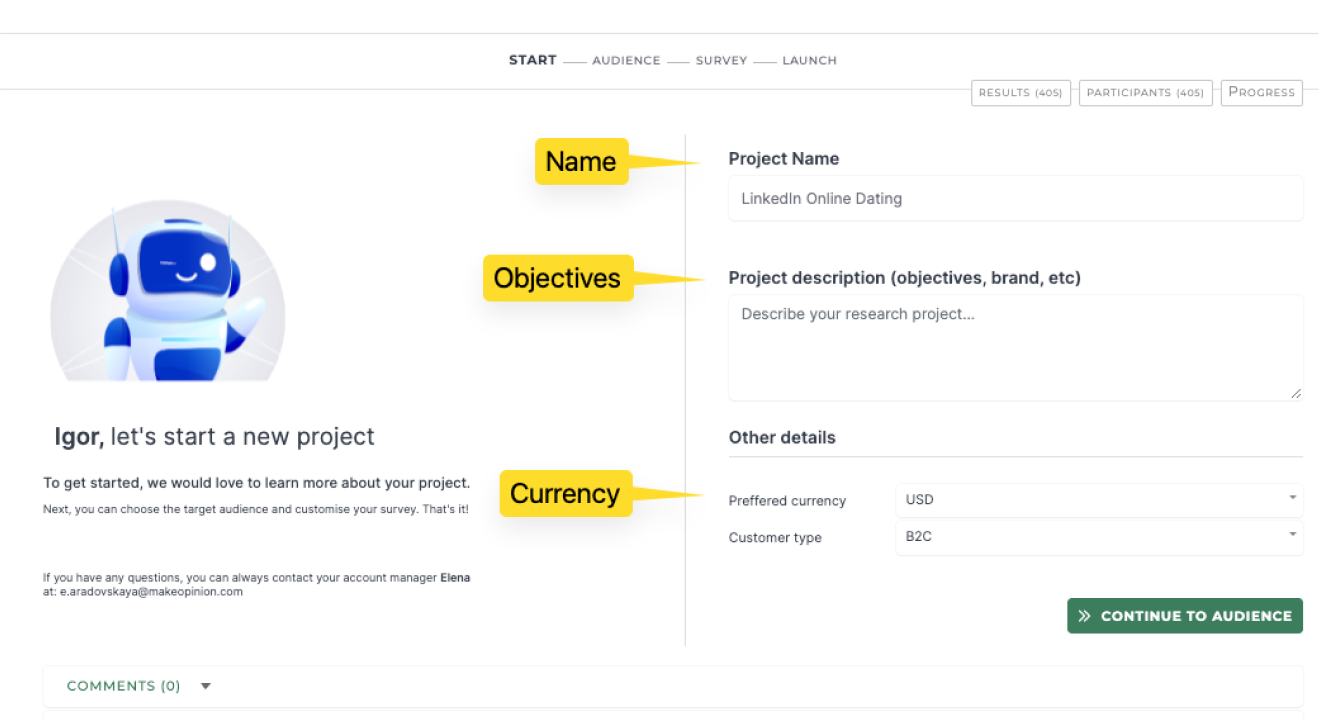 START AUDIENCE SURVEY LAUNCH
RESULTS (405) PARTICIPANTS (405) PROGRESS
Name
Project Name
LinkedIn Online Dating
Objectives
Project description (objectives, brand, etc)
Describe your research project...
Igor, let's start a new project
To get started, we would love to learn more about your project.
Next, you can choose the target audience and customise your survey. That's it!
If you have any questions, you can always contact your account manager Elena
at: e.aradovskaya@makeopinion.com
Other details
Currency
Preffered currency USD
Customer type B2C
CONTINUE TO AUDIENCE
COMMENTS (0)